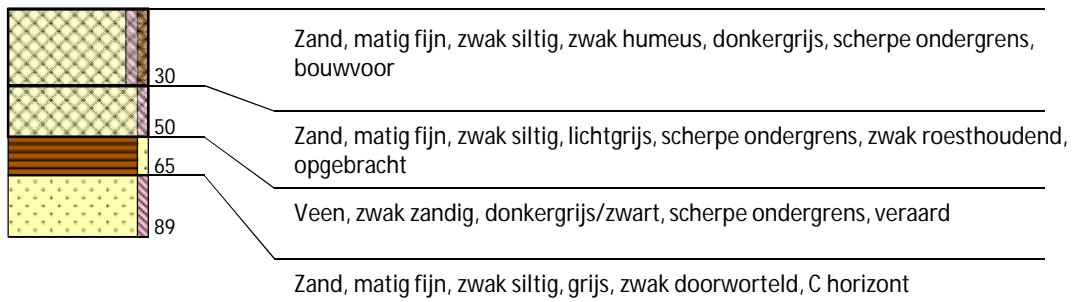 Zand, matig fijn, zwak siltig, zwak humeus, donkergrijs, scherpe ondergrens,
bouwvoor
30
Zand, matig fijn, zwak siltig, lichtgrijs, scherpe ondergrens, zwak roesthoudend,
opgebracht
50
Veen, zwak zandig, donkergrijs/zwart, scherpe ondergrens, veraard
65
Zand, matig fijn, zwak siltig, grijs, zwak doorworteld, C horizont
89